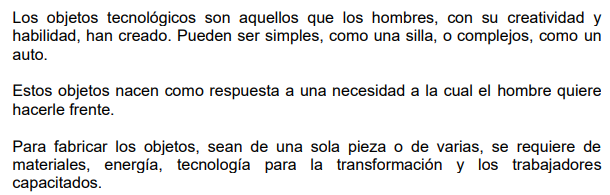 Los objetos tecnológicos son aquellos que los hombres, con su creatividad y
habilidad, han creado. Pueden ser simples, como una silla, o complejos, como un
auto.
Estos objetos nacen como respuesta a una necesidad a la cual el hombre quiere
hacerle frente.
Para fabricar los objetos, sean de una sola pieza o de varias, se requiere de
materiales, energía, tecnología para la transformación y los trabajadores
capacitados.